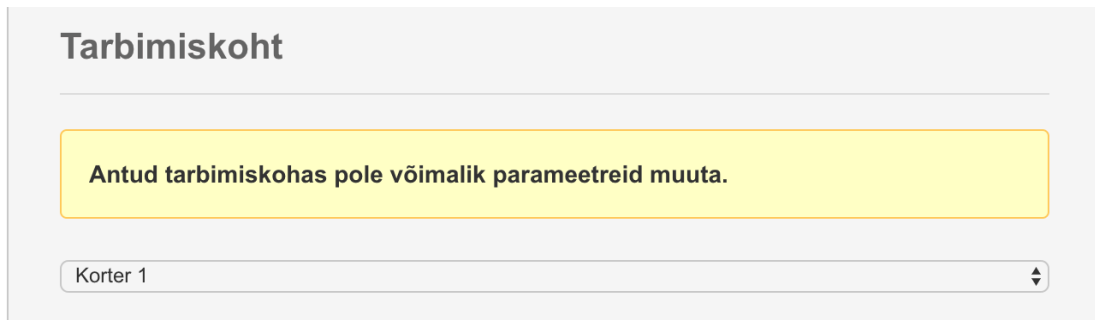 Tarbimiskoht
Antud tarbimiskohas pole võimalik parameetreid muuta.
Korter 1